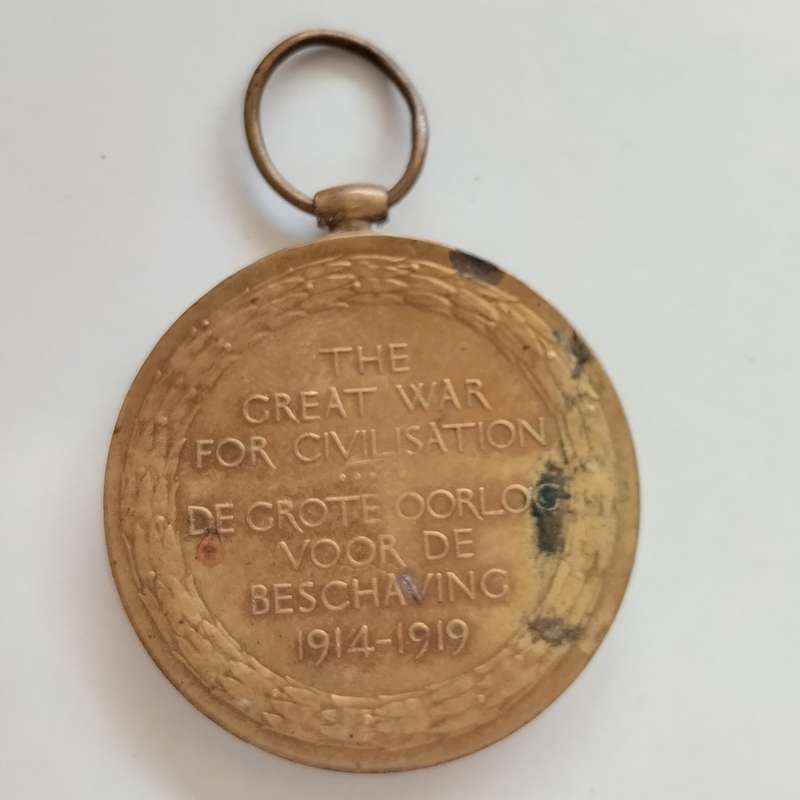 THE
GREAT WAR
FOR CIVILISATION
DE GROTE OORLOG
VOOR DE
BESCHAVING
1914-1919